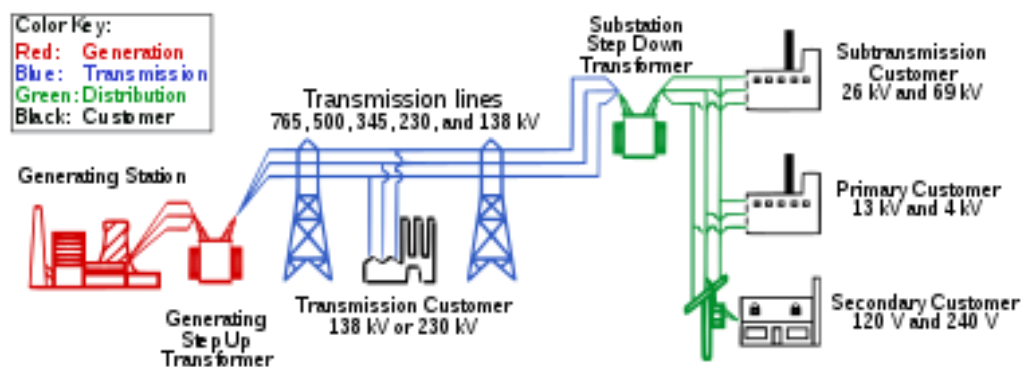 Color Key:
Red: Generation
Blue: Transmission
Green: Distribution
Black: Customer
Generating Station
Generating
Step Up
Transformer
Transmission lines
765, 500, 345, 230, and 138 kV
Transmission Customer
138 kV or 230 kV
Substation
Step Down
Transformer
Subtransmission
Customer
26 kV and 69 kV
Primary Customer
13 kV and 4 kV
Secondary Customer
120 V and 240 V